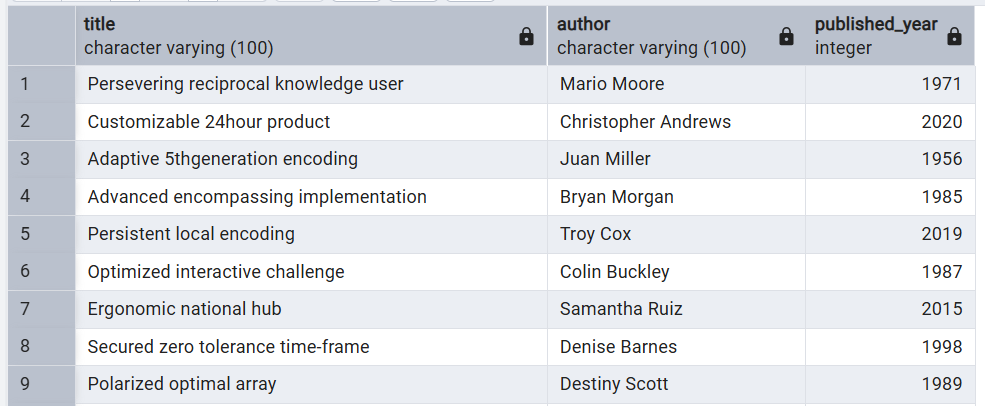 title author published_year
character varying (100) character varying (100) integer
1 Persevering reciprocal knowledge user Mario Moore 1971
2 Customizable 24hour product Christopher Andrews 2020
3 Adaptive 5thgeneration encoding Juan Miller 1956
4 Advanced encompassing implementation Bryan Morgan 1985
5 Persistent local encoding Troy Cox 2019
6 Optimized interactive challenge Colin Buckley 1987
7 Ergonomic national hub Samantha Ruiz 2015
8 Secured zero tolerance time-frame Denise Barnes 1998
9 Polarized optimal array Destiny Scott 1989